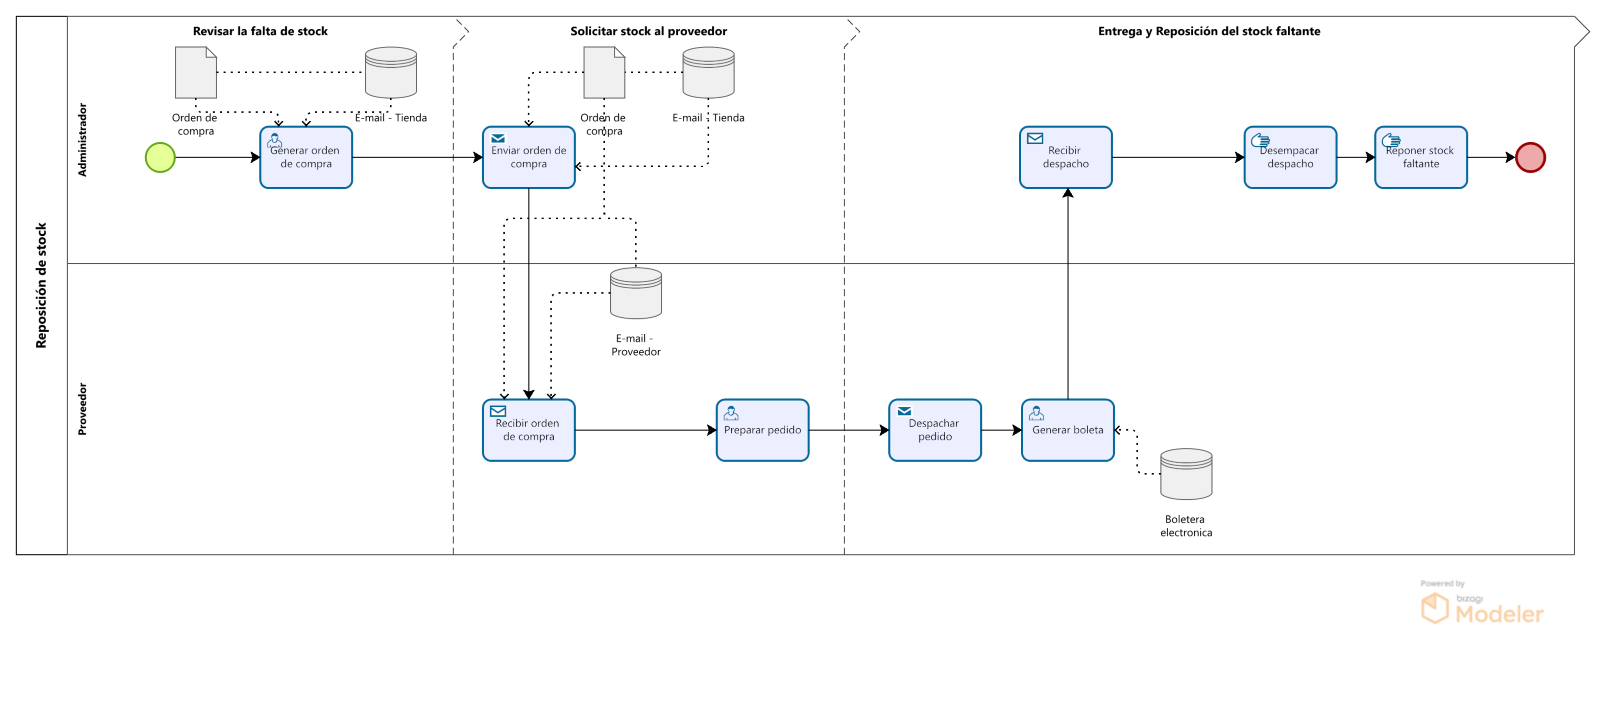 Revisar la falta de stock
Solicitar stock al proveedor
Entrega y Reposición del stock faltante
Reposición de stock
Administrador
Orden de
compra
E-mail - Tienda
Generar orden
de compra
Orden de
compra
E-mail - Tienda
Enviar orden de
compra
Recibir
despacho
Desempacar
despacho
Reponer stock
faltante
Proveedor
E-mail -
Proveedor
Recibir orden
de compra
Preparar pedido
Despachar
pedido
Generar boleta
Boletera
electronica
Powered by
bizagi
Modeler